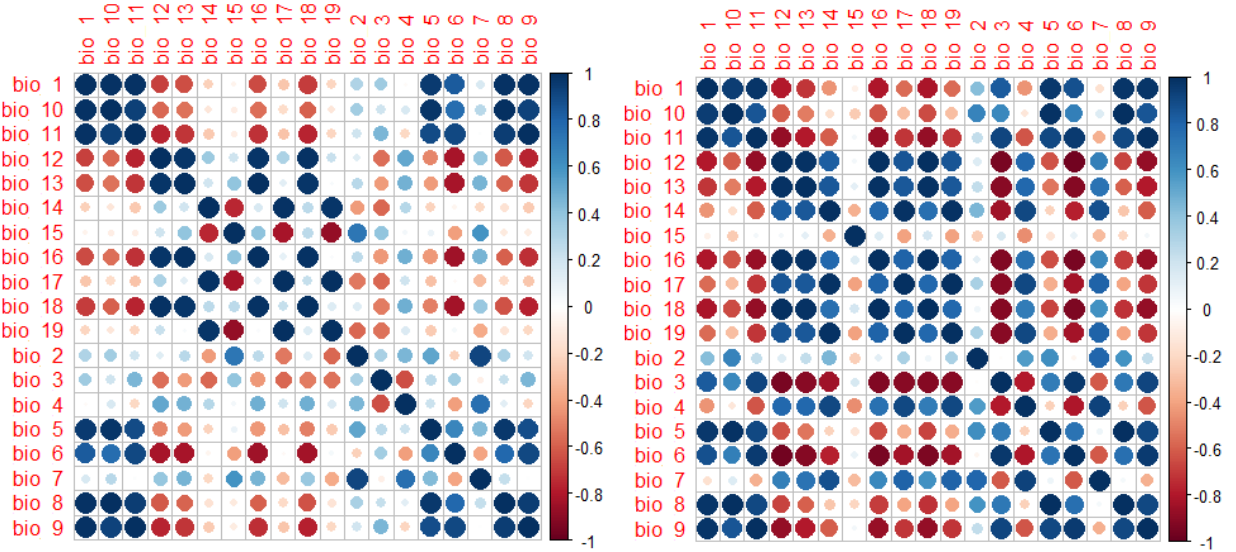 bio 1 bio 10 bio 11 bio 12 bio 13 bio 14 bio 15 bio 16 bio 17 bio 18 bio 19 bio 2 bio 3 bio 4 bio 5 bio 6 bio 7 bio 8 bio 9
bio 1
bio 10
bio 11
bio 12
bio 13
bio 14
bio 15
bio 16
bio 17
bio 18
bio 19
bio 2
bio 3
bio 4
bio 5
bio 6
bio 7
bio 8
bio 9
1
0.8
0.6
0.4
0.2
0
-0.2
-0.4
-0.6
-0.8
-1
bio 1 bio 10 bio 11 bio 12 bio 13 bio 14 bio 15 bio 16 bio 17 bio 18 bio 19 bio 2 bio 3 bio 4 bio 5 bio 6 bio 7 bio 8 bio 9
bio 1
bio 10
bio 11
bio 12
bio 13
bio 14
bio 15
bio 16
bio 17
bio 18
bio 19
bio 2
bio 3
bio 4
bio 5
bio 6
bio 7
bio 8
bio 9
1
0.8
0.6
0.4
0.2
0
-0.2
-0.4
-0.6
-0.8
-1